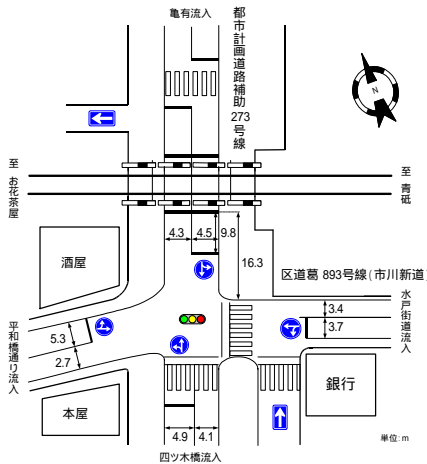 亀有流入
都市計画道路補助273号線
N
至 お花茶屋
至 青砥
4.3
4.5
9.8
16.3
酒屋
区道葛 893号線(市川新道)
水戸街道流入
3.4
3.7
平和橋通り流入
5.3
2.7
本屋
銀行
4.9
4.1
四ツ木橋流入
単位:m